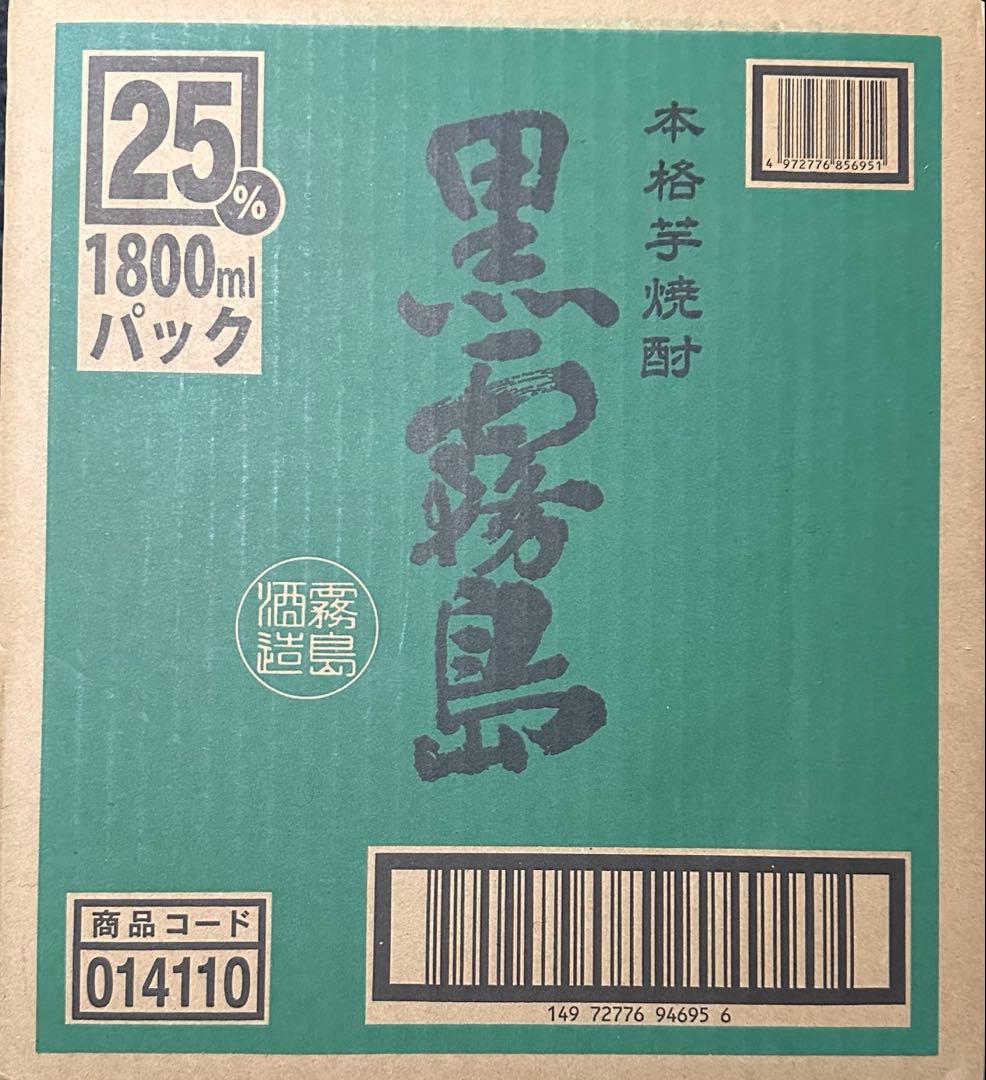 25%
1800ml
パック
本格芋焼酎
黒霧島
4 972776 856951
霧島
酒造
商品コード
014110
149 72776 94695 6